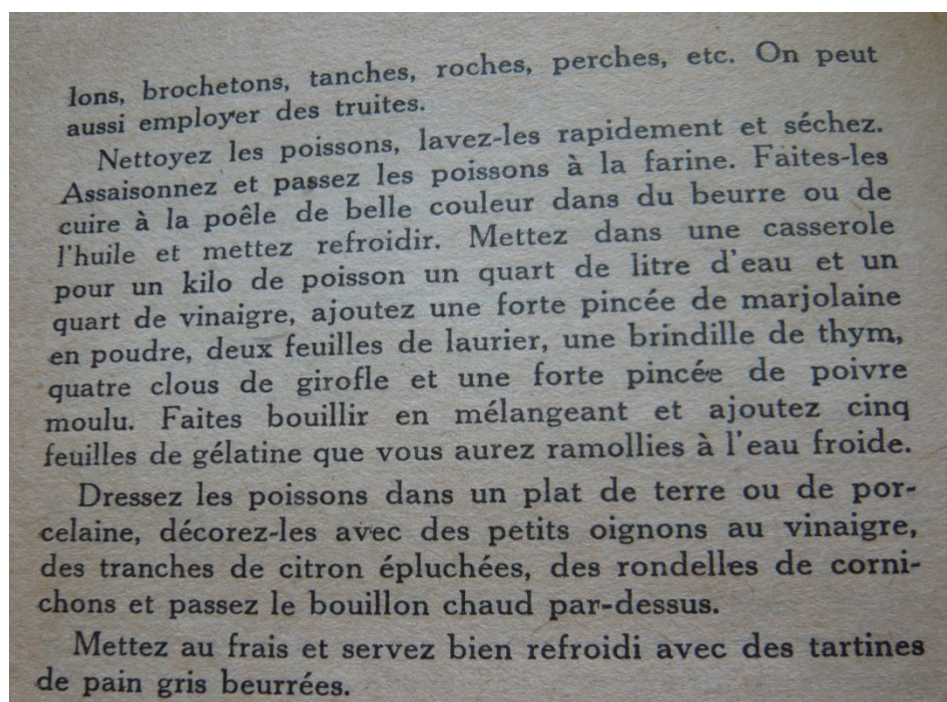 lons, brochetons, tanches, roches, perches, etc. On peut
aussi employer des truites.
Nettoyez les poissons, lavez-les rapidement et séchez.
Assaisonnez et passez les poissons à la farine. Faites-les
cuire à la poêle de belle couleur dans du beurre ou de
l'huile et mettez refroidir. Mettez dans une casserole
pour un kilo de poisson un quart de litre d'eau et un
quart de vinaigre, ajoutez une forte pincée de marjolaine
en poudre, deux feuilles de laurier, une brindille de thym,
quatre clous de girofle et une forte pincée de poivre
moulu. Faites bouillir en mélangeant et ajoutez cinq
feuilles de gélatine que vous aurez ramollies à l'eau froide.
Dressez les poissons dans un plat de terre ou de por-
celaine, décorez-les avec des petits oignons au vinaigre,
des tranches de citron épluchées, des rondelles de corni-
chons et passez le bouillon chaud par-dessus.
Mettez au frais et servez bien refroidi avec des tartines
de pain gris beurrées.